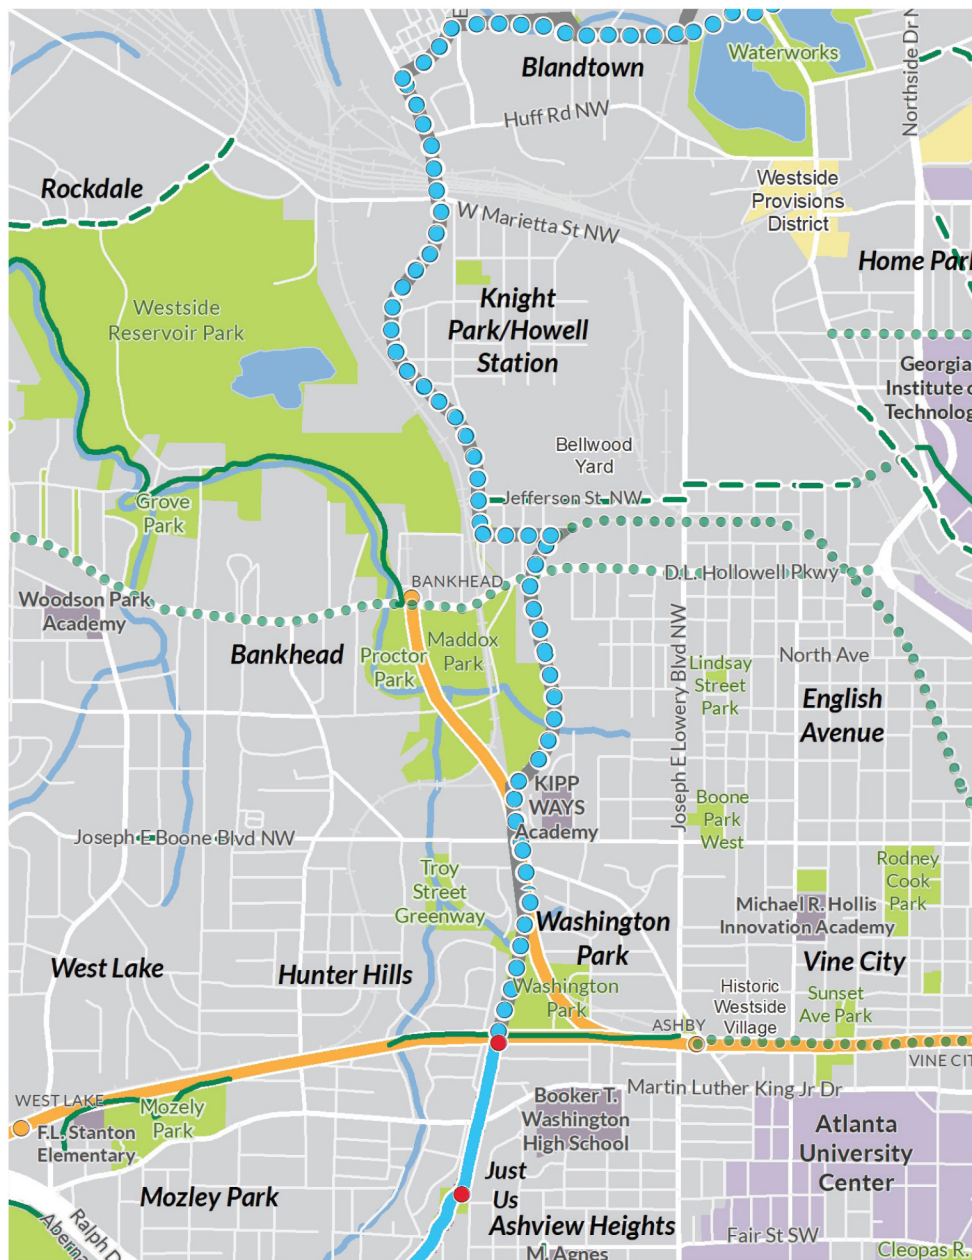 Blandtown
Waterworks
Northside Dr N
Huff Rd NW
Rockdale
Westside
Provisions
District
W Marietta St NW
Home Park
Knight
Park/Howell
Station
Westside
Reservoir Park
Georgia
Institute o
Technolog
Bellwood
Yard
Jefferson St. NW
Grove
Park
BANKHEAD
D.L. Hollowell Pkwy
Woodson Park
Academy
Bankhead
Proctor
Park
Maddox
Park
North Ave
Lindsay
Street
Park
Joseph E Lowery Blvd NW
English
Avenue
KIPP
WAYS
Academy
Boone
Park
West
Joseph E Boone Blvd NW
Troy
Street
Greenway
Rodney
Cook
Park
Michael R. Hollis
Innovation Academy
Washington
Park
West Lake
Hunter Hills
Vine City
Washington
Park
Historic
Westside
Village
Sunset
Ave Park
ASHBY
VINE CIT
WEST LAKE
Mozely
Park
F.L. Stanton
Elementary
Martin Luther King Jr Dr
Booker T.
Washington
High School
Atlanta
University
Center
Mozley Park
Just
Us
Ashview Heights
Ralph D
Aberna
Fair St SW
M. Agnes
Cleopas R.